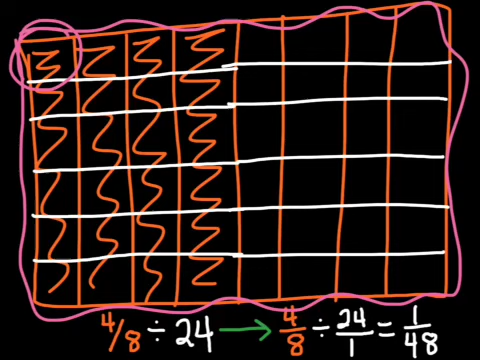 4/8 ÷ 24 → 4/8 ÷ 24/1 = 1/48